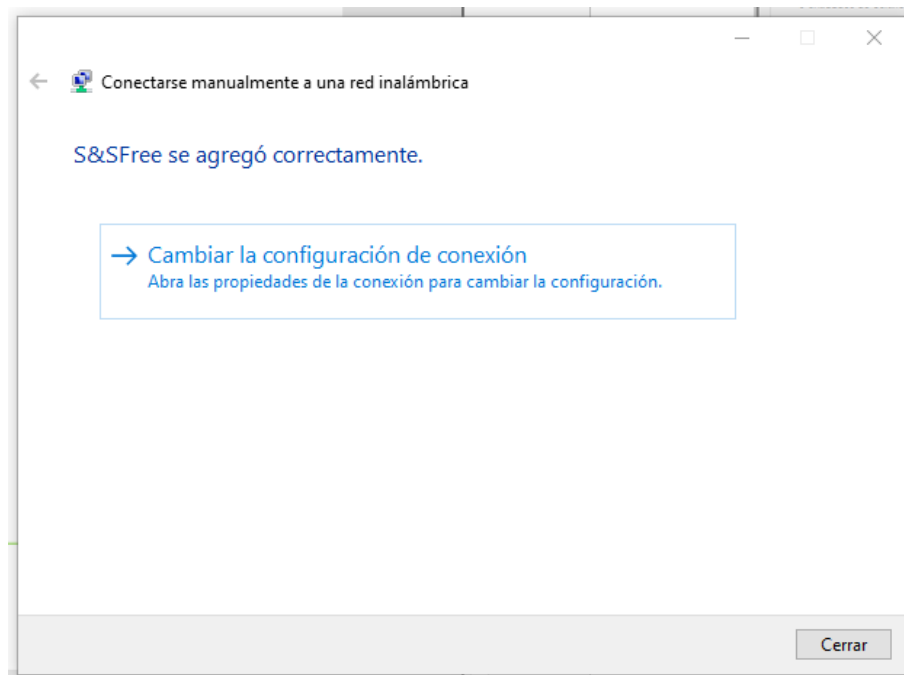 Conectarse manualmente a una red inalámbrica
S&SFree se agregó correctamente.
Cambiar la configuración de conexión
Abra las propiedades de la conexión para cambiar la configuración.
Cerrar